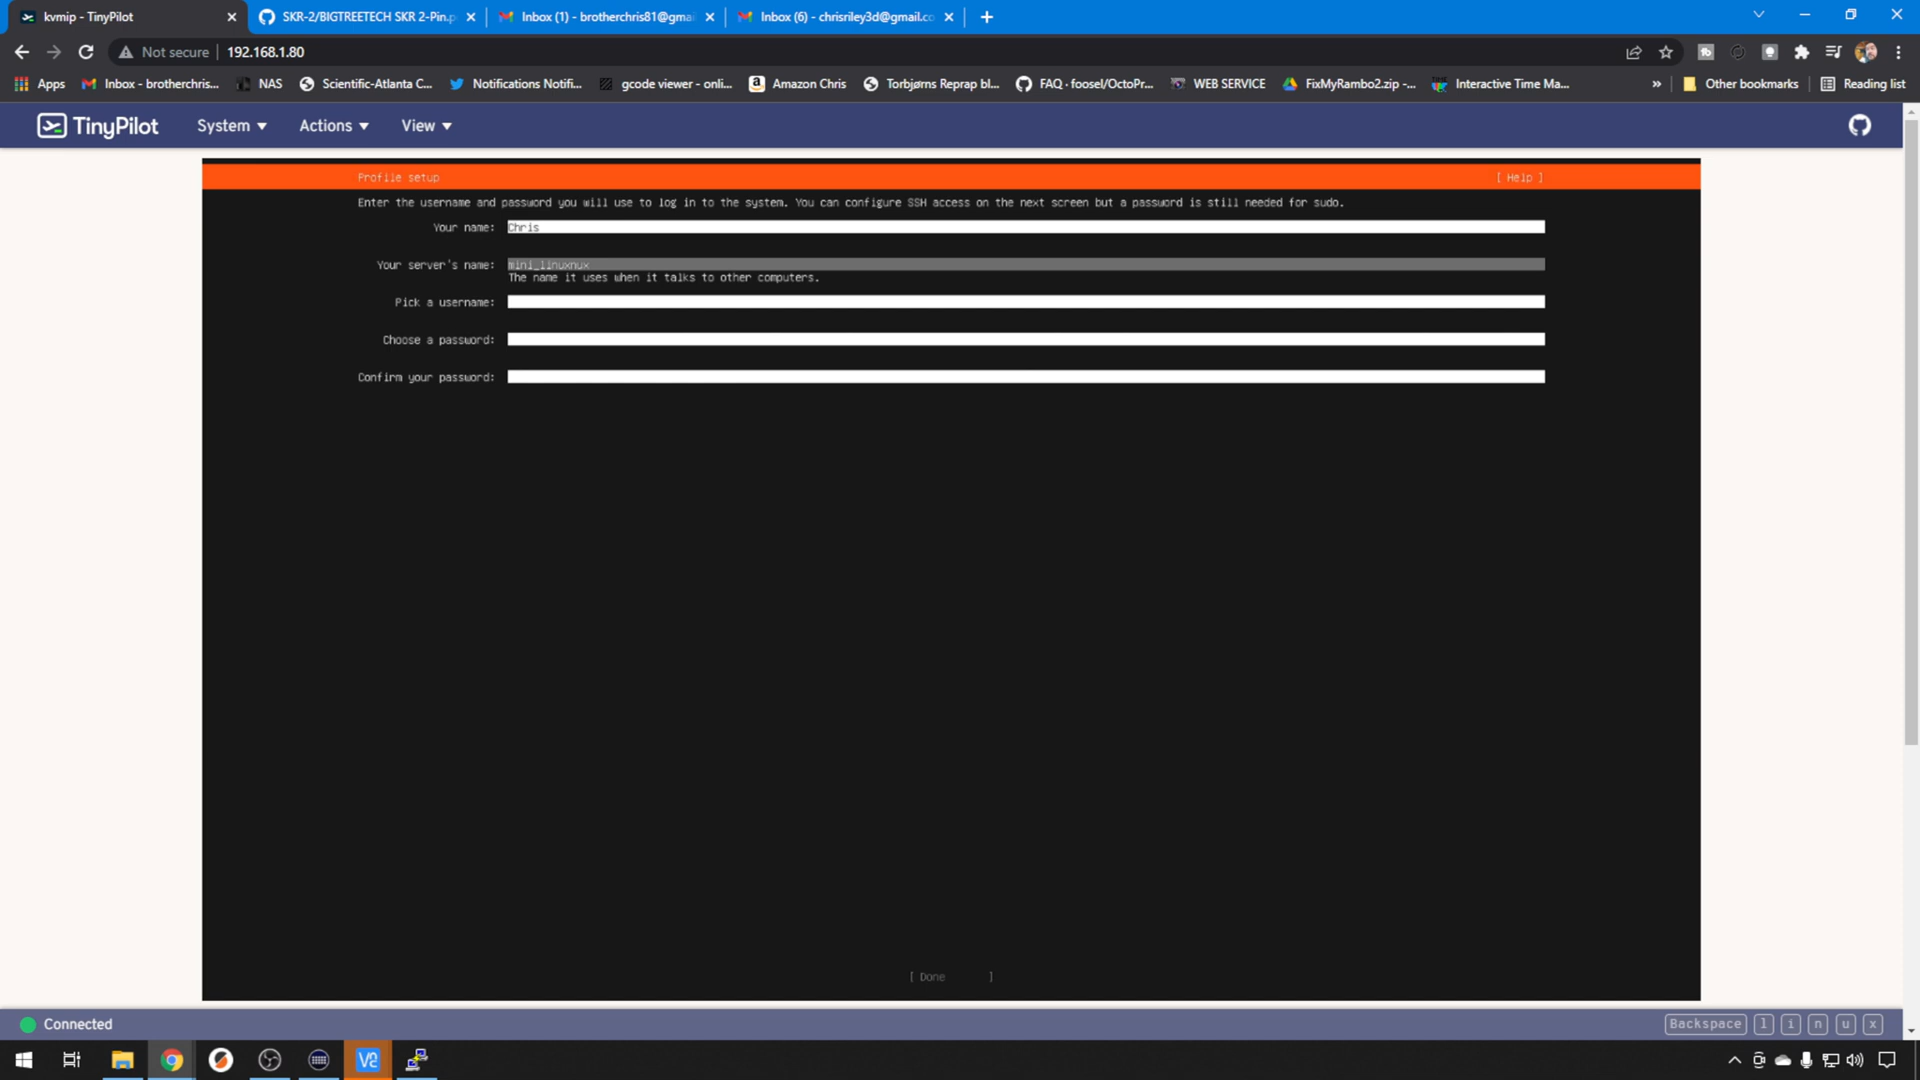 kvmip - TinyPilot
SKR-2/BIGTREETECH SKR 2-Pin.p
Inbox (1) - brotherchris81@gmai
Inbox (6) - chrisriley3d@gmail.co
Not secure 192.168.1.80
Apps Inbox - brotherchris... NAS Scientific-Atlanta C... Notifications Notifi... gcode viewer - onli... Amazon Chris Torbjørns Reprap bl... FAQ · foosel/OctoPr... WEB SERVICE FixMyRambo2.zip -... Interactive Time Ma... » Other bookmarks Reading list
TinyPilot System Actions View
Profile setup [ Help ]
Enter the username and password you will use to log in to the system. You can configure SSH access on the next screen but a password is still needed for sudo.
Your name: Chris
Your server's name: mini_linuxnux
The name it uses when it talks to other computers.
Pick a username:
Choose a password:
Confirm your password:
[ Done ]
Connected Backspace l i n u x